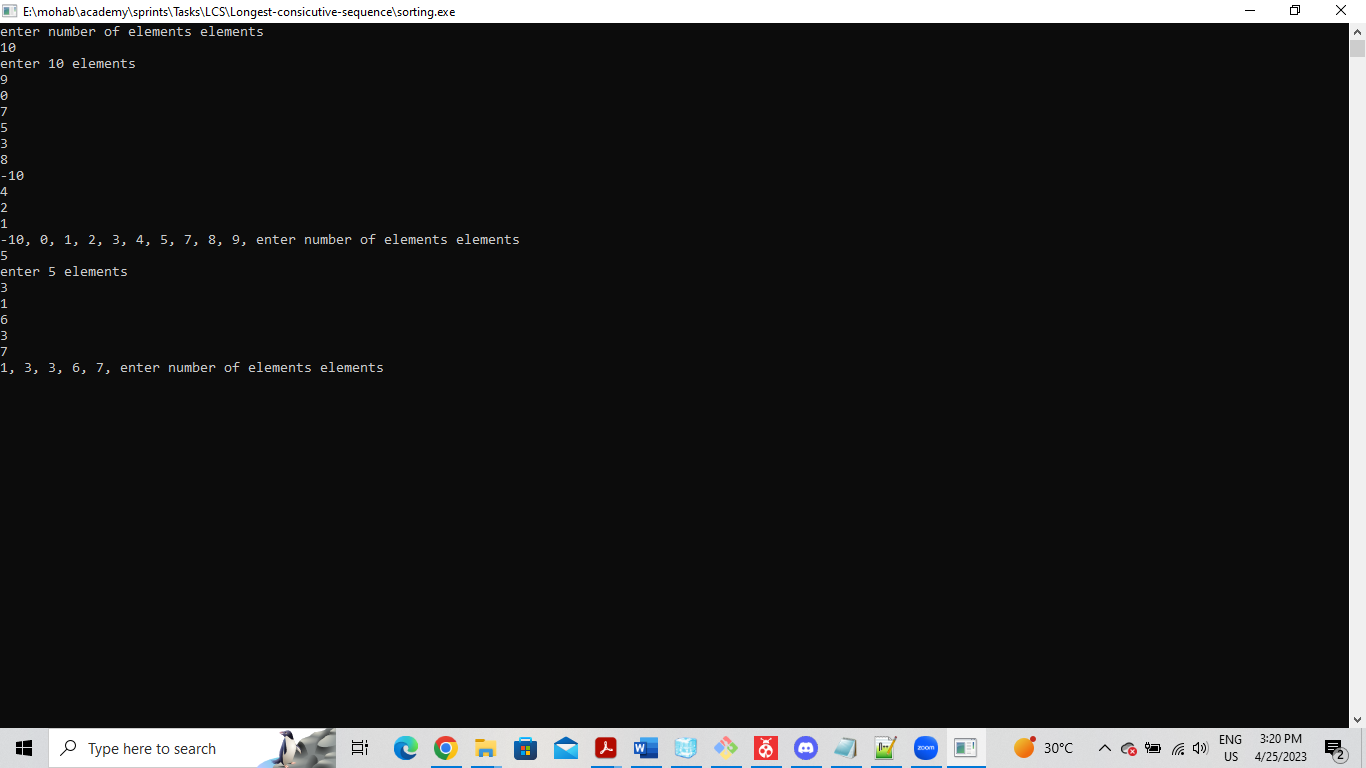 E:\mohab\academy\sprints\Tasks\LCS\Longest-consicutive-sequence\sorting.exe
enter number of elements elements
10
enter 10 elements
9
0
7
5
3
8
-10
4
2
1
-10, 0, 1, 2, 3, 4, 5, 7, 8, 9, enter number of elements elements
5
enter 5 elements
3
1
6
3
7
1, 3, 3, 6, 7, enter number of elements elements
Type here to search
W
zoom
30°C
ENG
US
3:20 PM
4/25/2023
2